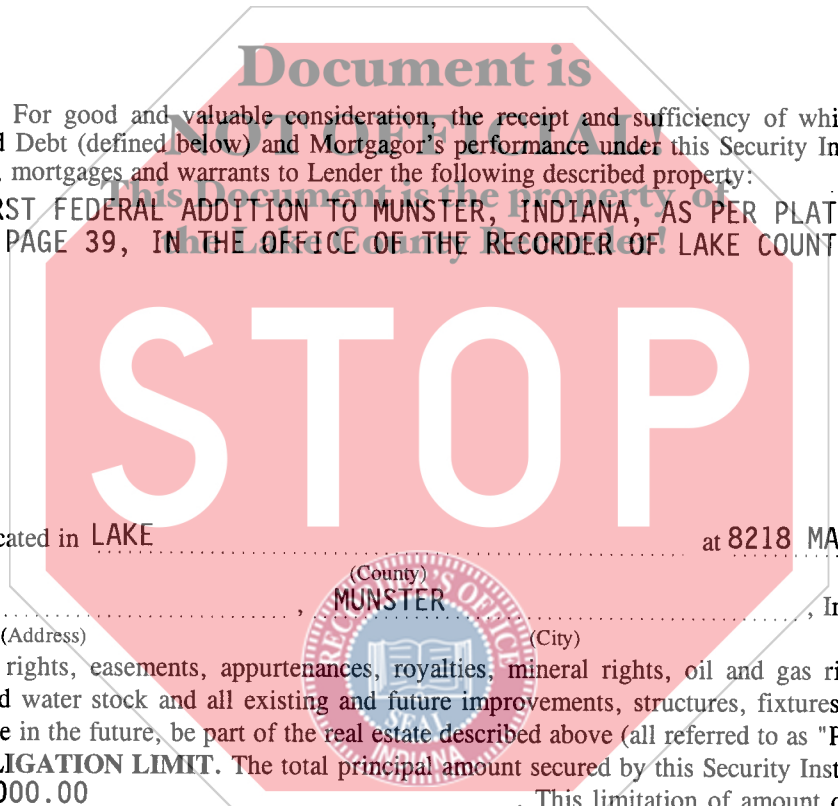 Document is
For good and valuable consideration, the receipt and sufficiency of whi
NOT OFFICIAL!
d Debt (defined below) and Mortgagor's performance under this Security In
, mortgages and warrants to Lender the following described property:
This Document is the property of
RST FEDERAL ADDITION TO MUNSTER, INDIANA, AS PER PLAT
the Lake County Recorder!
PAGE 39, IN THE OFFICE OF THE RECORDER OF LAKE COUNT
STOP
cated in LAKE at 8218 MA
(County)
, MUNSTER , In
(Address) (City)
rights, easements, appurtenances, royalties, mineral rights, oil and gas ri
d water stock and all existing and future improvements, structures, fixtures
e in the future, be part of the real estate described above (all referred to as "P
LIGATION LIMIT. The total principal amount secured by this Security Inst
000.00 . This limitation of amount
RECORDER'S OFFICE
SEAL
INDIANA